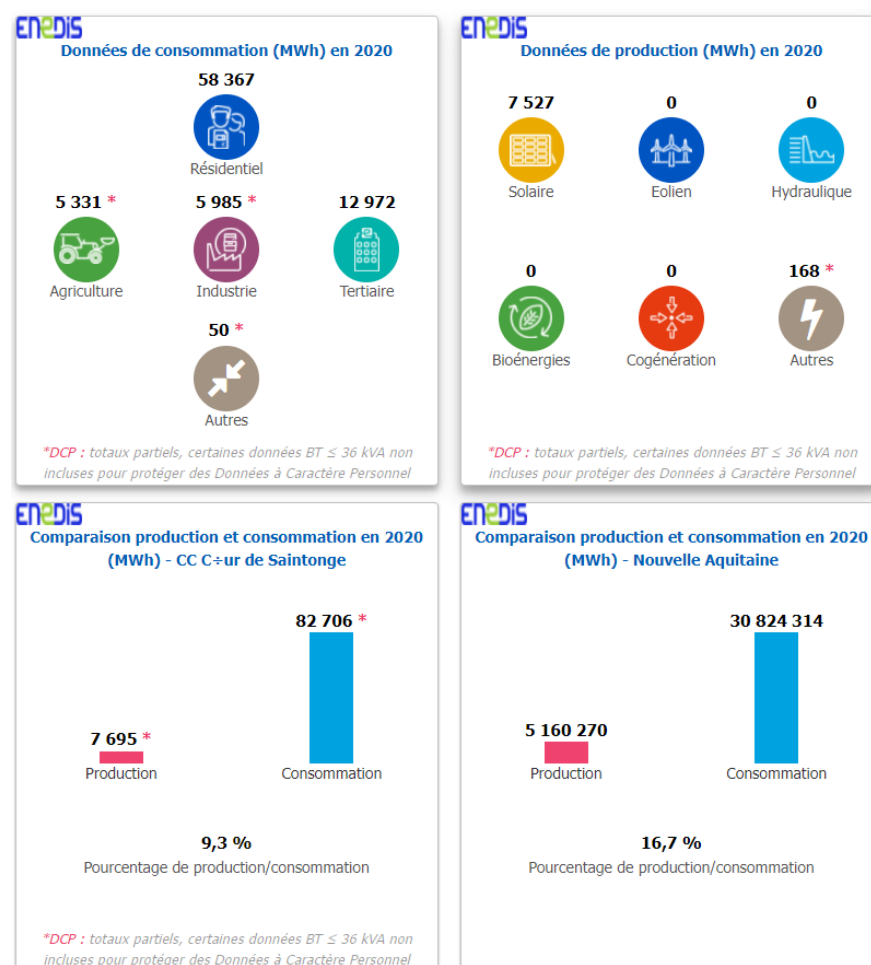 ENEDIS
Données de consommation (MWh) en 2020
58 367
Résidentiel
5 331 * 5 985 * 12 972
Agriculture Industrie Tertiaire
50 *
Autres
*DCP : totaux partiels, certaines données BT ≤ 36 kVA non
incluses pour protéger des Données à Caractère Personnel
ENEDIS
Données de production (MWh) en 2020
7 527 0 0
Solaire Eolien Hydraulique
0 0 168 *
Bioénergies Cogénération Autres
*DCP : totaux partiels, certaines données BT ≤ 36 kVA non
incluses pour protéger des Données à Caractère Personnel
ENEDIS
Comparaison production et consommation en 2020
(MWh) - CC C÷ur de Saintonge
82 706 *
7 695 *
Production Consommation
9,3 %
Pourcentage de production/consommation
*DCP : totaux partiels, certaines données BT ≤ 36 kVA non
incluses pour protéger des Données à Caractère Personnel
ENEDIS
Comparaison production et consommation en 2020
(MWh) - Nouvelle Aquitaine
30 824 314
5 160 270
Production Consommation
16,7 %
Pourcentage de production/consommation